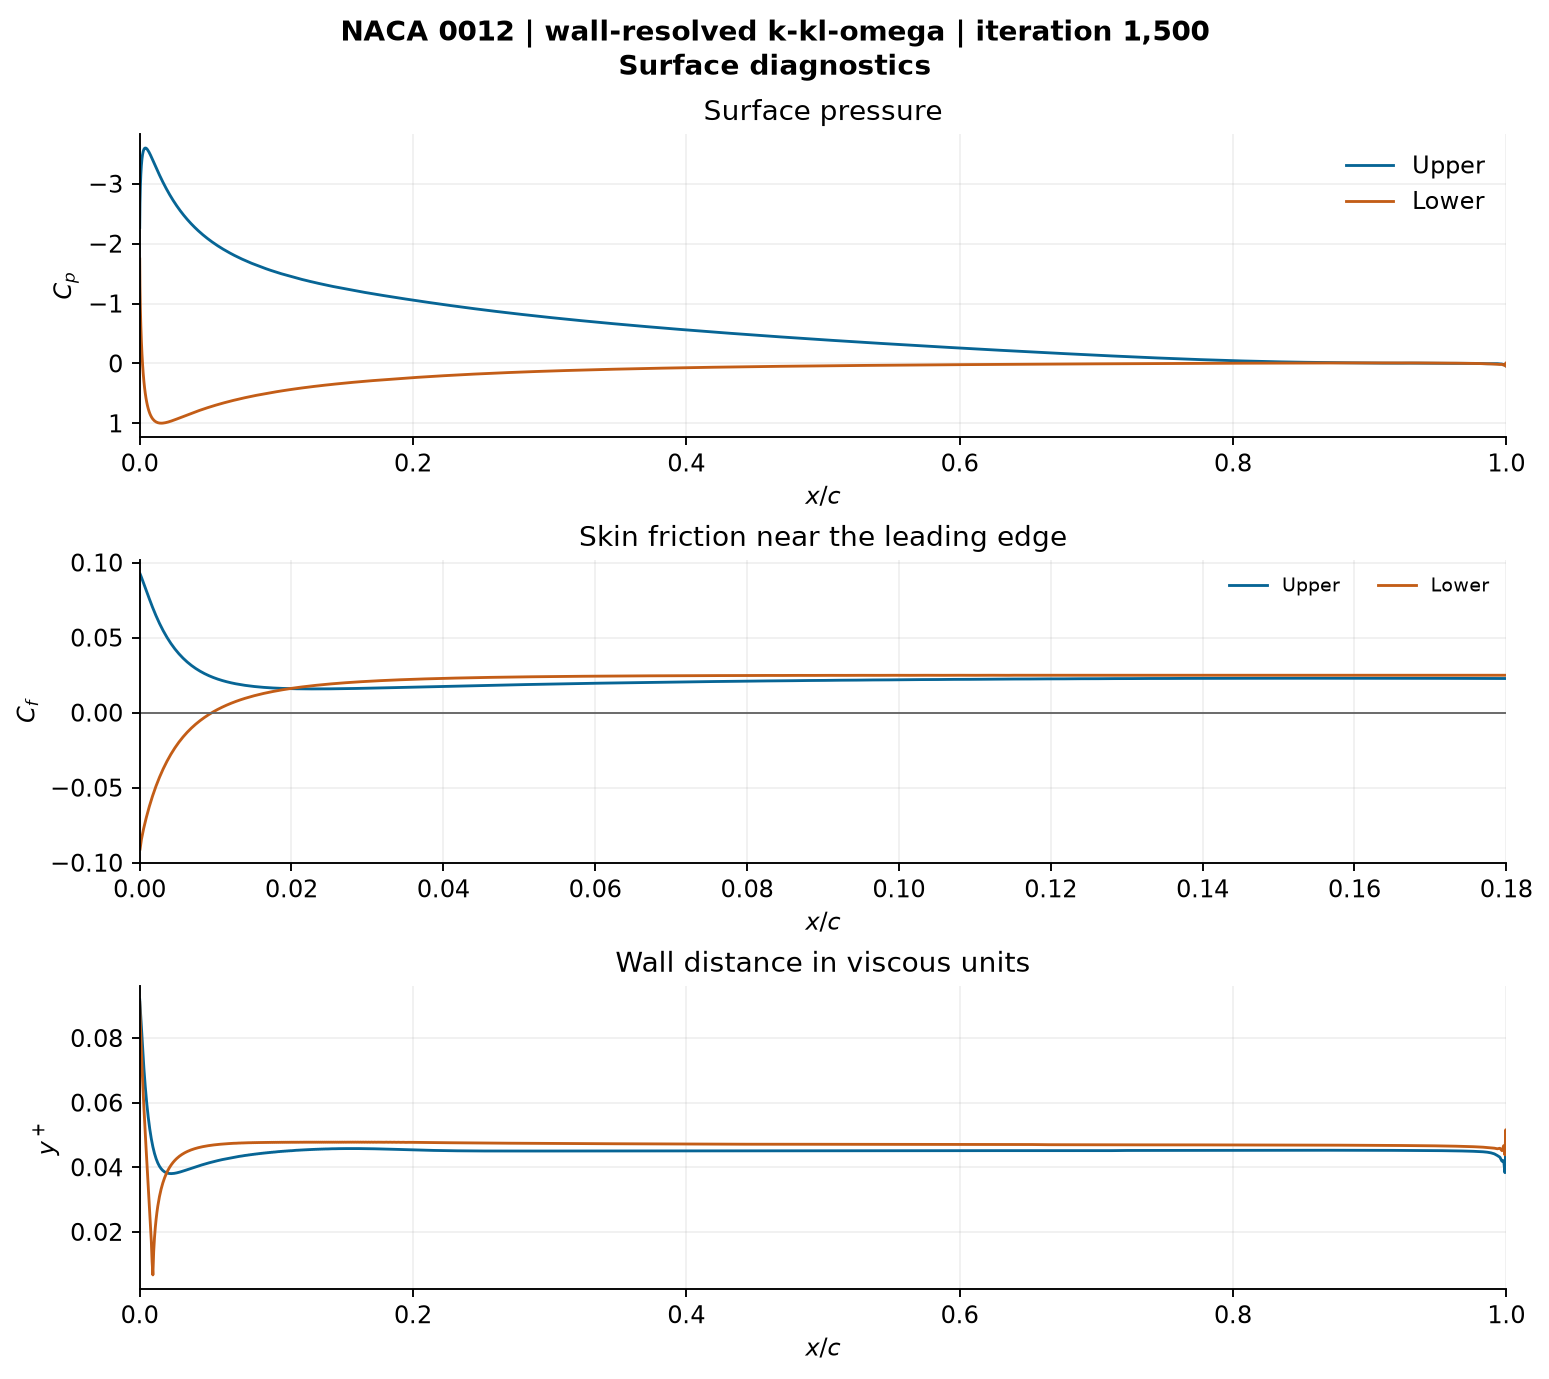 NACA 0012 | wall-resolved k-kl-omega | iteration 1,500
Surface diagnostics
Surface pressure
Upper
Lower
−3
−2
−1
0
1
C_p
0.0 0.2 0.4 0.6 0.8 1.0
x/c
Skin friction near the leading edge
Upper Lower
0.10
0.05
0.00
−0.05
−0.10
C_f
0.00 0.02 0.04 0.06 0.08 0.10 0.12 0.14 0.16 0.18
x/c
Wall distance in viscous units
0.08
0.06
0.04
0.02
y⁺
0.0 0.2 0.4 0.6 0.8 1.0
x/c